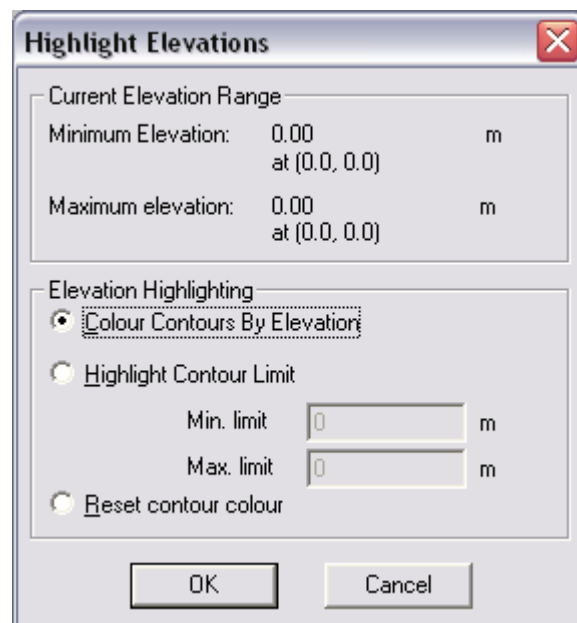 Highlight Elevations
Current Elevation Range
Minimum Elevation: 0.00 m
at (0.0, 0.0)
Maximum elevation: 0.00 m
at (0.0, 0.0)
Elevation Highlighting
Colour Contours By Elevation
Highlight Contour Limit
Min. limit 0 m
Max. limit 0 m
Reset contour colour
OK Cancel